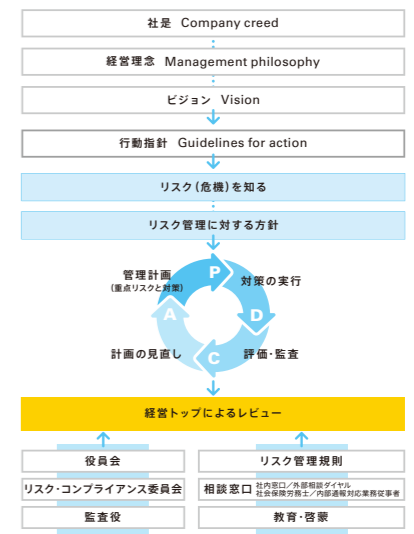 社是 Company creed
経営理念 Management philosophy
ビジョン Vision
行動指針 Guidelines for action
リスク(危機)を知る
リスク管理に対する方針
管理計画
(重点リスクと対策)
P
対策の実行
A
D
計画の見直し
C
評価・監査
経営トップによるレビュー
役員会
リスク管理規則
リスク・コンプライアンス委員会
相談窓口
社内窓口/外部相談ダイヤル
社会保険労務士/内部通報対応業務従事者
監査役
教育・啓蒙